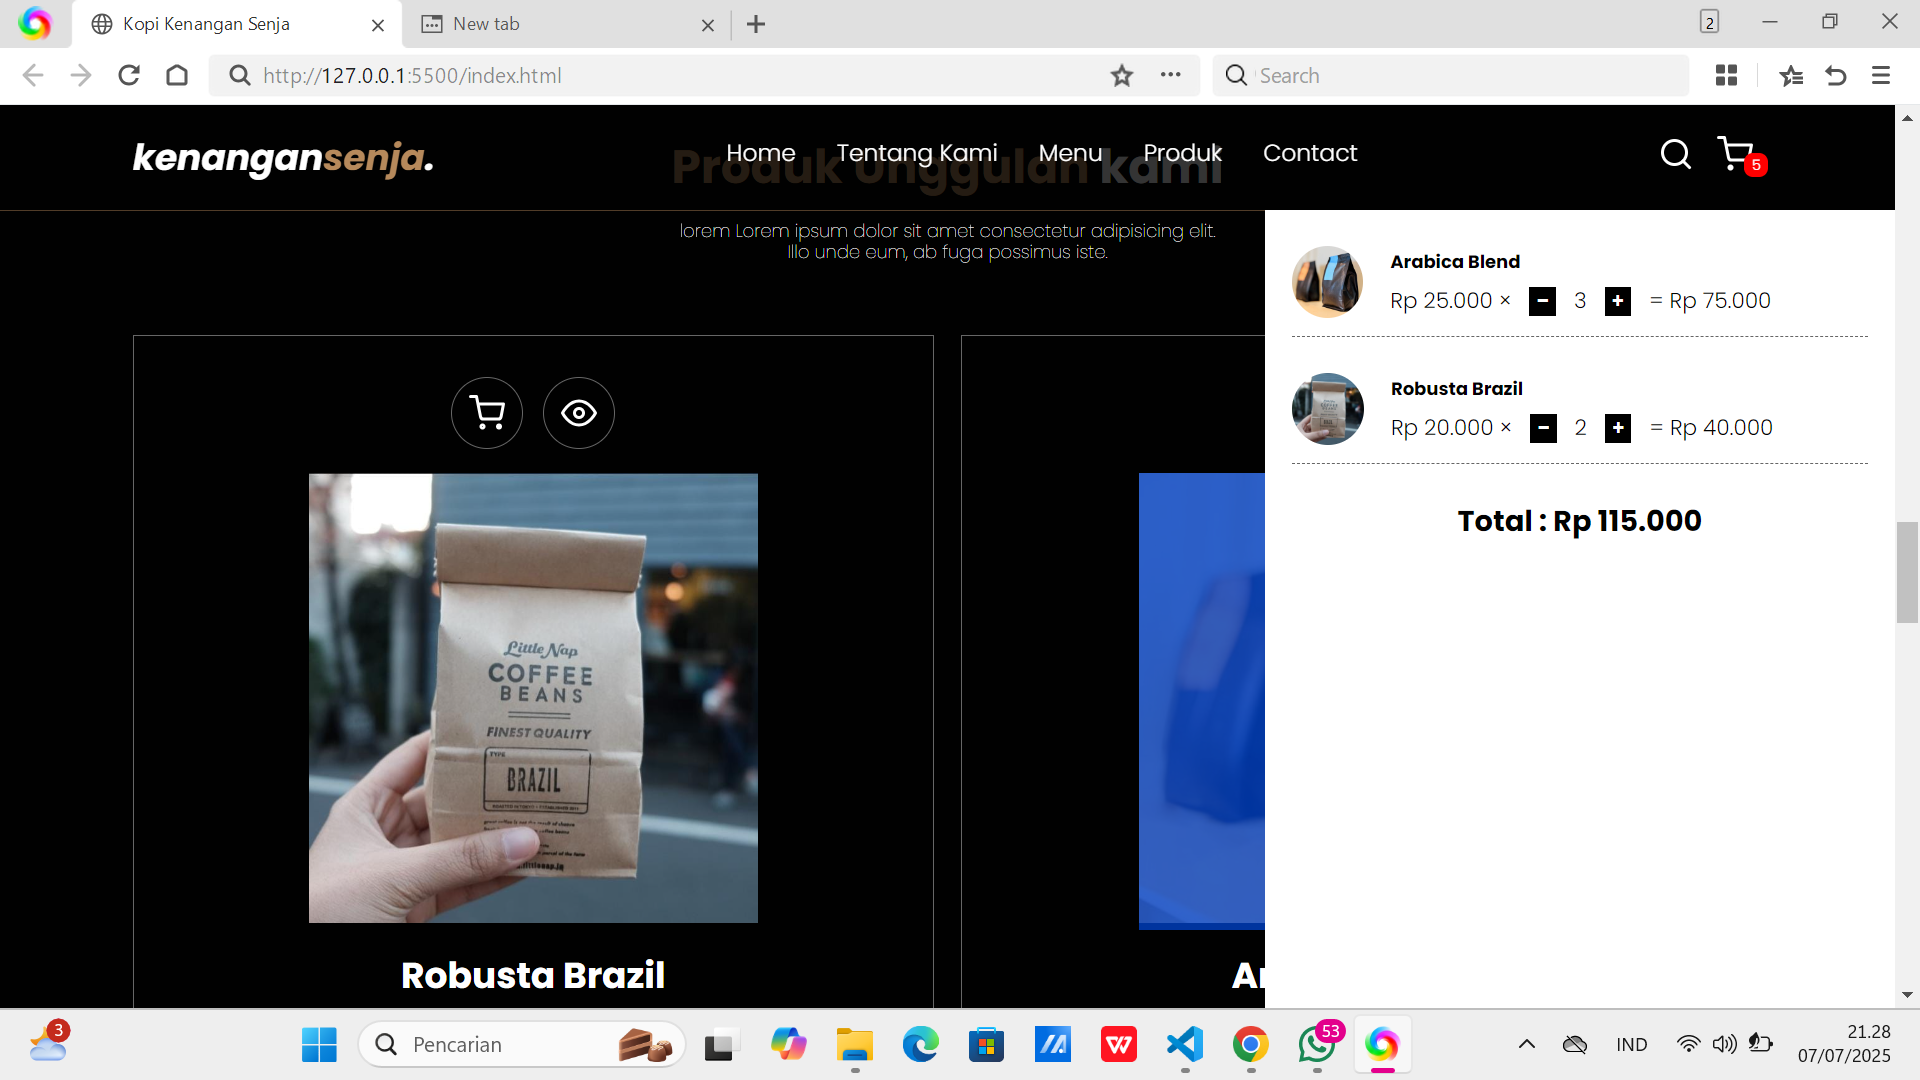 Kopi Kenangan Senja
New tab
2
http://127.0.0.1:5500/index.html
Search
kenangansenja.
Home
Tentang Kami
Menu
Produk
Contact
5
Produk Unggulan kami
lorem Lorem ipsum dolor sit amet consectetur adipisicing elit.
Illo unde eum, ab fuga possimus iste.
Arabica Blend
Rp 25.000 × − 3 + = Rp 75.000
Robusta Brazil
Rp 20.000 × − 2 + = Rp 40.000
Total : Rp 115.000
Little Nap
COFFEE
BEANS
FINEST QUALITY
TYPE
BRAZIL
Robusta Brazil
3
Pencarian
53
IND
21.28
07/07/2025